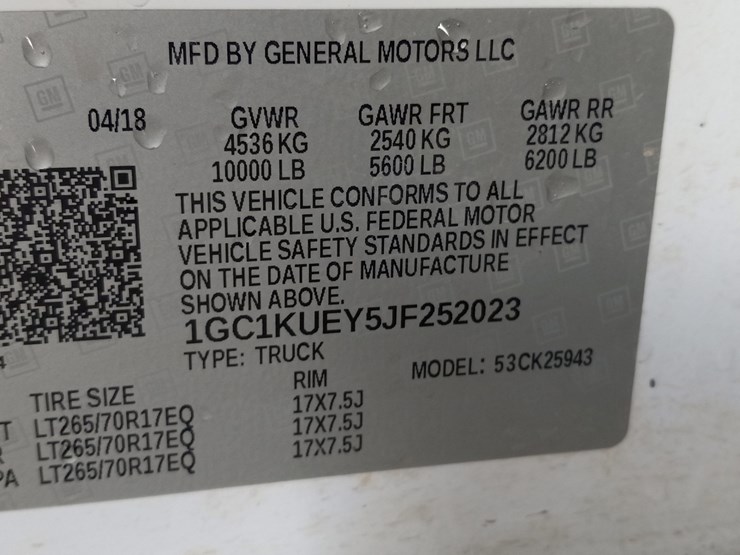 MFD BY GENERAL MOTORS LLC
04/18 GVWR GAWR FRT GAWR RR
4536 KG 2540 KG 2812 KG
10000 LB 5600 LB 6200 LB
THIS VEHICLE CONFORMS TO ALL
APPLICABLE U.S. FEDERAL MOTOR
VEHICLE SAFETY STANDARDS IN EFFECT
ON THE DATE OF MANUFACTURE
SHOWN ABOVE.
1GC1KUEY5JF252023
TYPE: TRUCK MODEL: 53CK25943
TIRE SIZE RIM
T LT265/70R17EQ 17X7.5J
R LT265/70R17EQ 17X7.5J
PA LT265/70R17EQ 17X7.5J